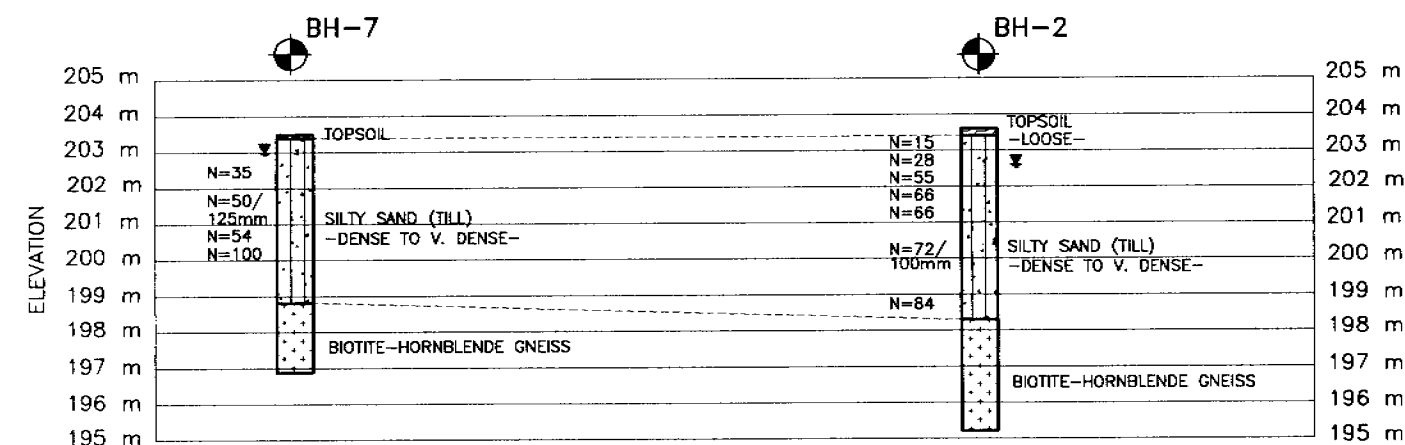 BH-7
BH-2
205 m
205 m
204 m
204 m
TOPSOIL
TOPSOIL
-LOOSE-
203 m
203 m
N=15
N=28
N=35
N=55
202 m
202 m
N=50/
125mm
N=66
N=66
201 m
201 m
SILTY SAND (TILL)
-DENSE TO V. DENSE-
N=54
N=100
N=72/
100mm
SILTY SAND (TILL)
-DENSE TO V. DENSE-
200 m
200 m
ELEVATION
199 m
199 m
N=84
198 m
198 m
BIOTITE-HORNBLENDE GNEISS
197 m
197 m
BIOTITE-HORNBLENDE GNEISS
196 m
196 m
195 m
195 m